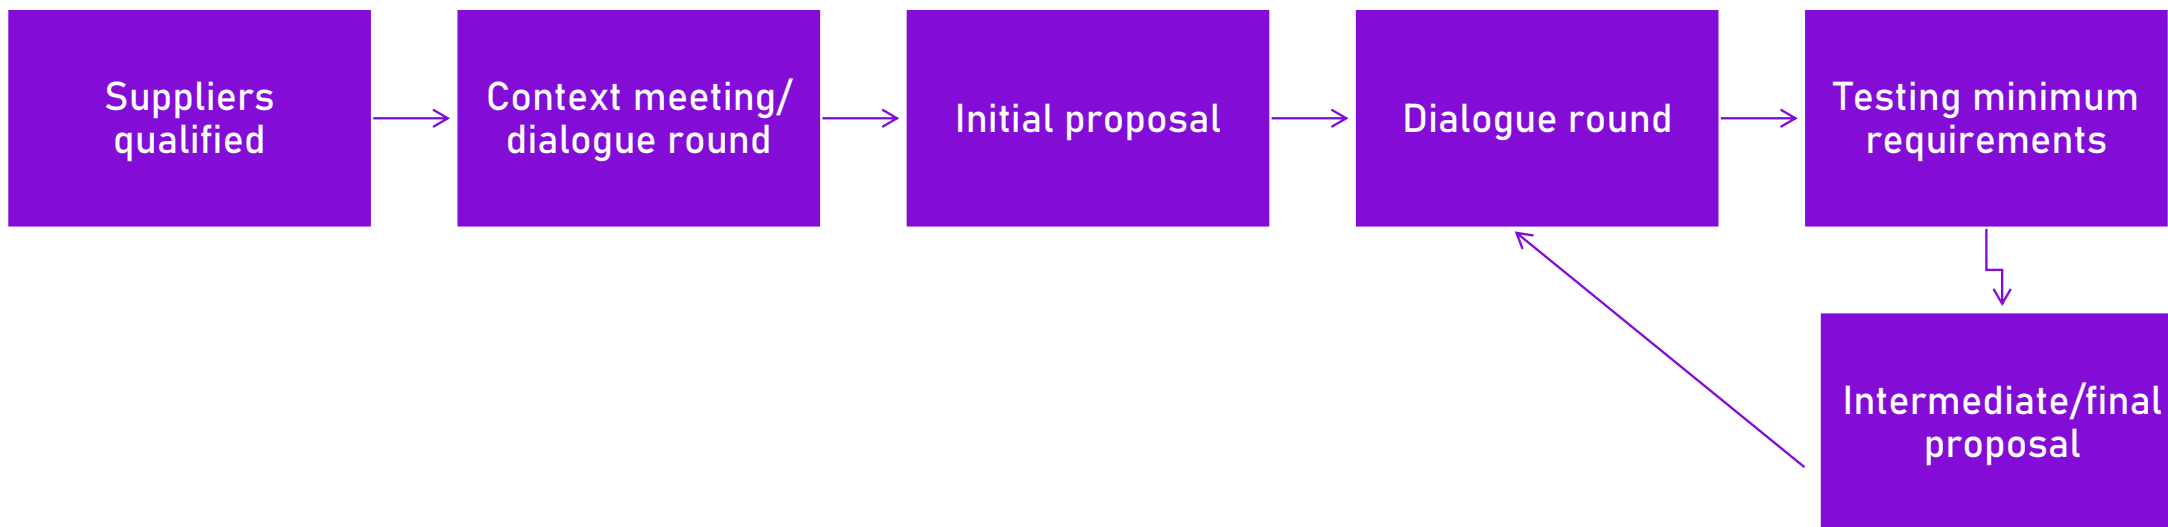 Suppliers
qualified
Context meeting/
dialogue round
Initial proposal
Dialogue round
Testing minimum
requirements
Intermediate/final
proposal